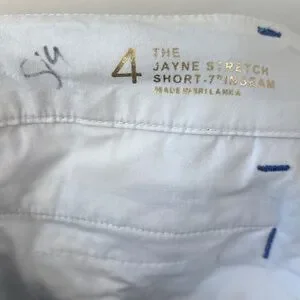 4
THE
JAYNE STRETCH
SHORT-7" INSEAM
MADE IN SRI LANKA